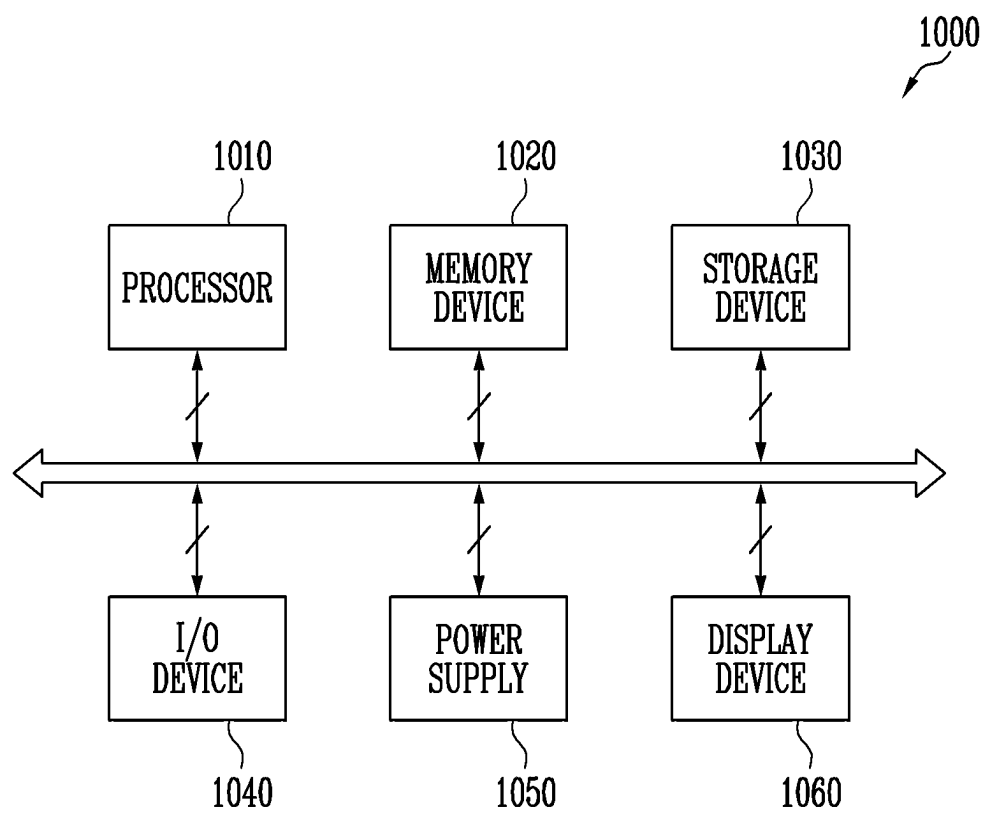 1000
1010
1020
1030
PROCESSOR
MEMORY
DEVICE
STORAGE
DEVICE
I/O
DEVICE
POWER
SUPPLY
DISPLAY
DEVICE
1040
1050
1060